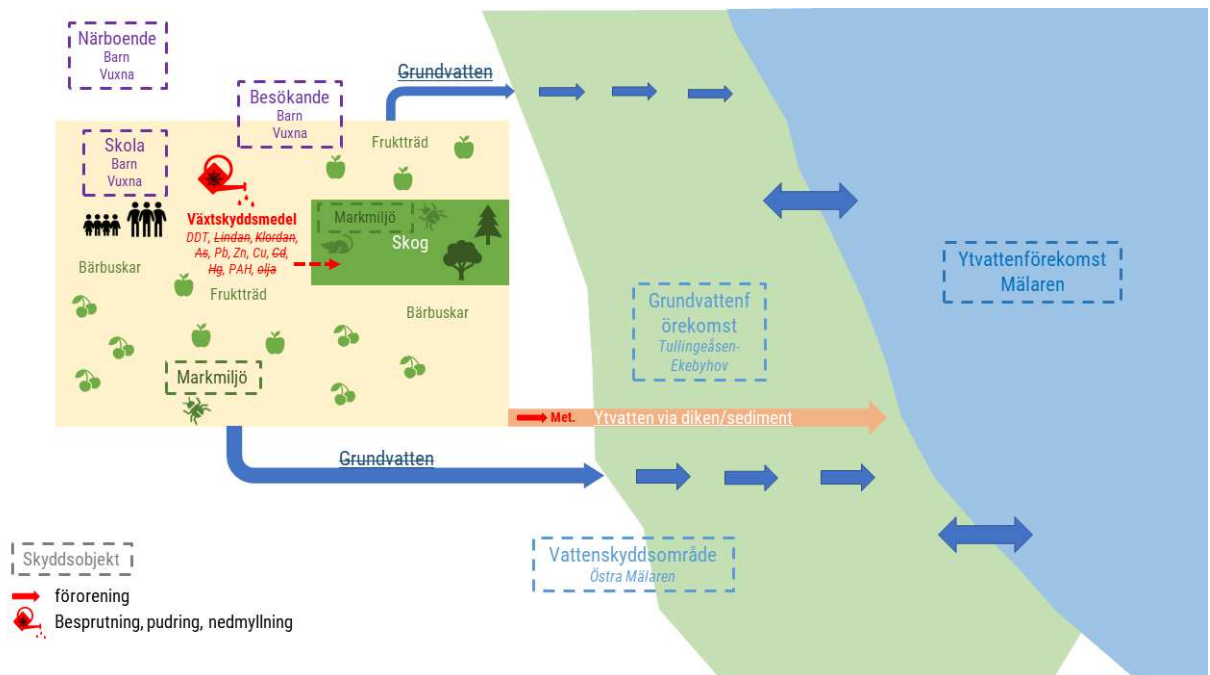 Närboende
Barn
Vuxna
Besökande
Barn
Vuxna
Grundvatten
Skola
Barn
Vuxna
Fruktträd
Växtskyddsmedel
DDT, Lindan, Klordan,
As, Pb, Zn, Cu, Cd,
Hg, PAH, olja
Markmiljö
Skog
Bärbuskar
Fruktträd
Bärbuskar
Markmiljö
Grundvattenf
örekomst
Tullingeåsen-
Ekebyhov
Ytvattenförekomst
Mälaren
Met.
Ytvatten via diken/sediment
Grundvatten
Vattenskyddsområde
Östra Mälaren
Skyddsobjekt
förorening
Besprutning, pudring, nedmyllning